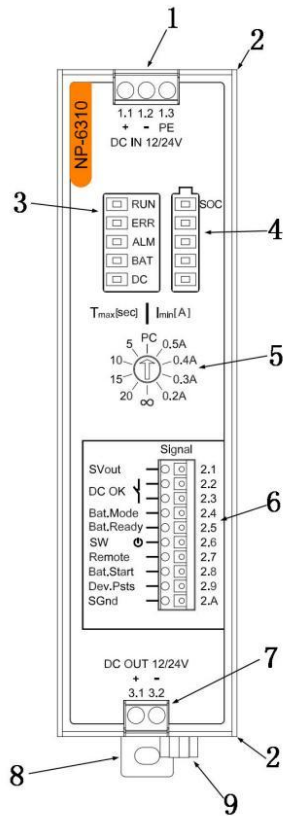 1
2
NP-6310
1.1 1.2 1.3
+ - PE
DC IN 12/24V
3
RUN
ERR
ALM
BAT
DC
SOC
4
Tmax[sec] | Imin[A]
PC
5 0.5A
10 0.4A
15 0.3A
20 0.2A
∞
5
Signal
SVout 2.1
DC OK 2.2
2.3
Bat.Mode 2.4
Bat.Ready 2.5
SW 2.6
Remote 2.7
Bat.Start 2.8
Dev.Psts 2.9
SGnd 2.A
6
DC OUT 12/24V
+ -
3.1 3.2
7
2
8
9